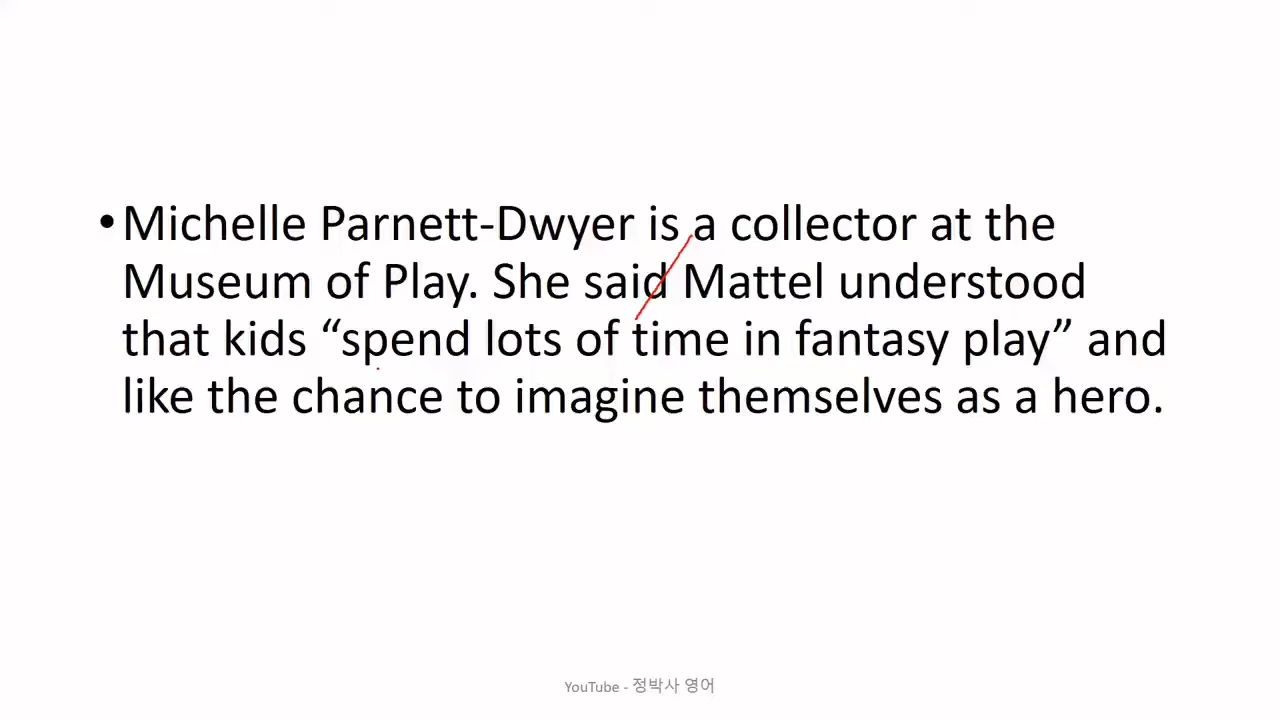 •Michelle Parnett-Dwyer is a collector at the
Museum of Play. She said Mattel understood
that kids “spend lots of time in fantasy play” and
like the chance to imagine themselves as a hero.
YouTube - 정박사 영어